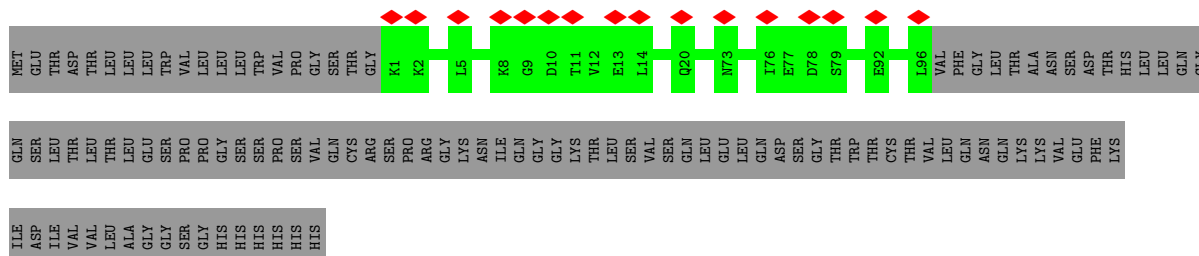 MET GLU THR ASP THR LEU LEU LEU TRP VAL LEU LEU LEU TRP VAL PRO GLY SER THR GLY K1 K2 L5 K8 G9 D10 T11 V12 E13 L14 Q20 N73 I76 E77 D78 S79 E92 L96 VAL PHE GLY LEU THR ALA ASN SER ASP THR HIS LEU LEU GLN
GLN SER LEU THR LEU THR LEU GLU SER PRO PRO GLY SER SER PRO SER VAL GLN CYS ARG SER PRO ARG GLY LYS ASN ILE GLN GLY GLY LYS THR LEU SER VAL SER GLN LEU GLU LEU GLN ASP SER GLY THR TRP THR CYS THR VAL LEU GLN ASN GLN LYS LYS VAL GLU PHE LYS
ILE ASP ILE VAL VAL LEU ALA GLY GLY SER GLY HIS HIS HIS HIS HIS HIS